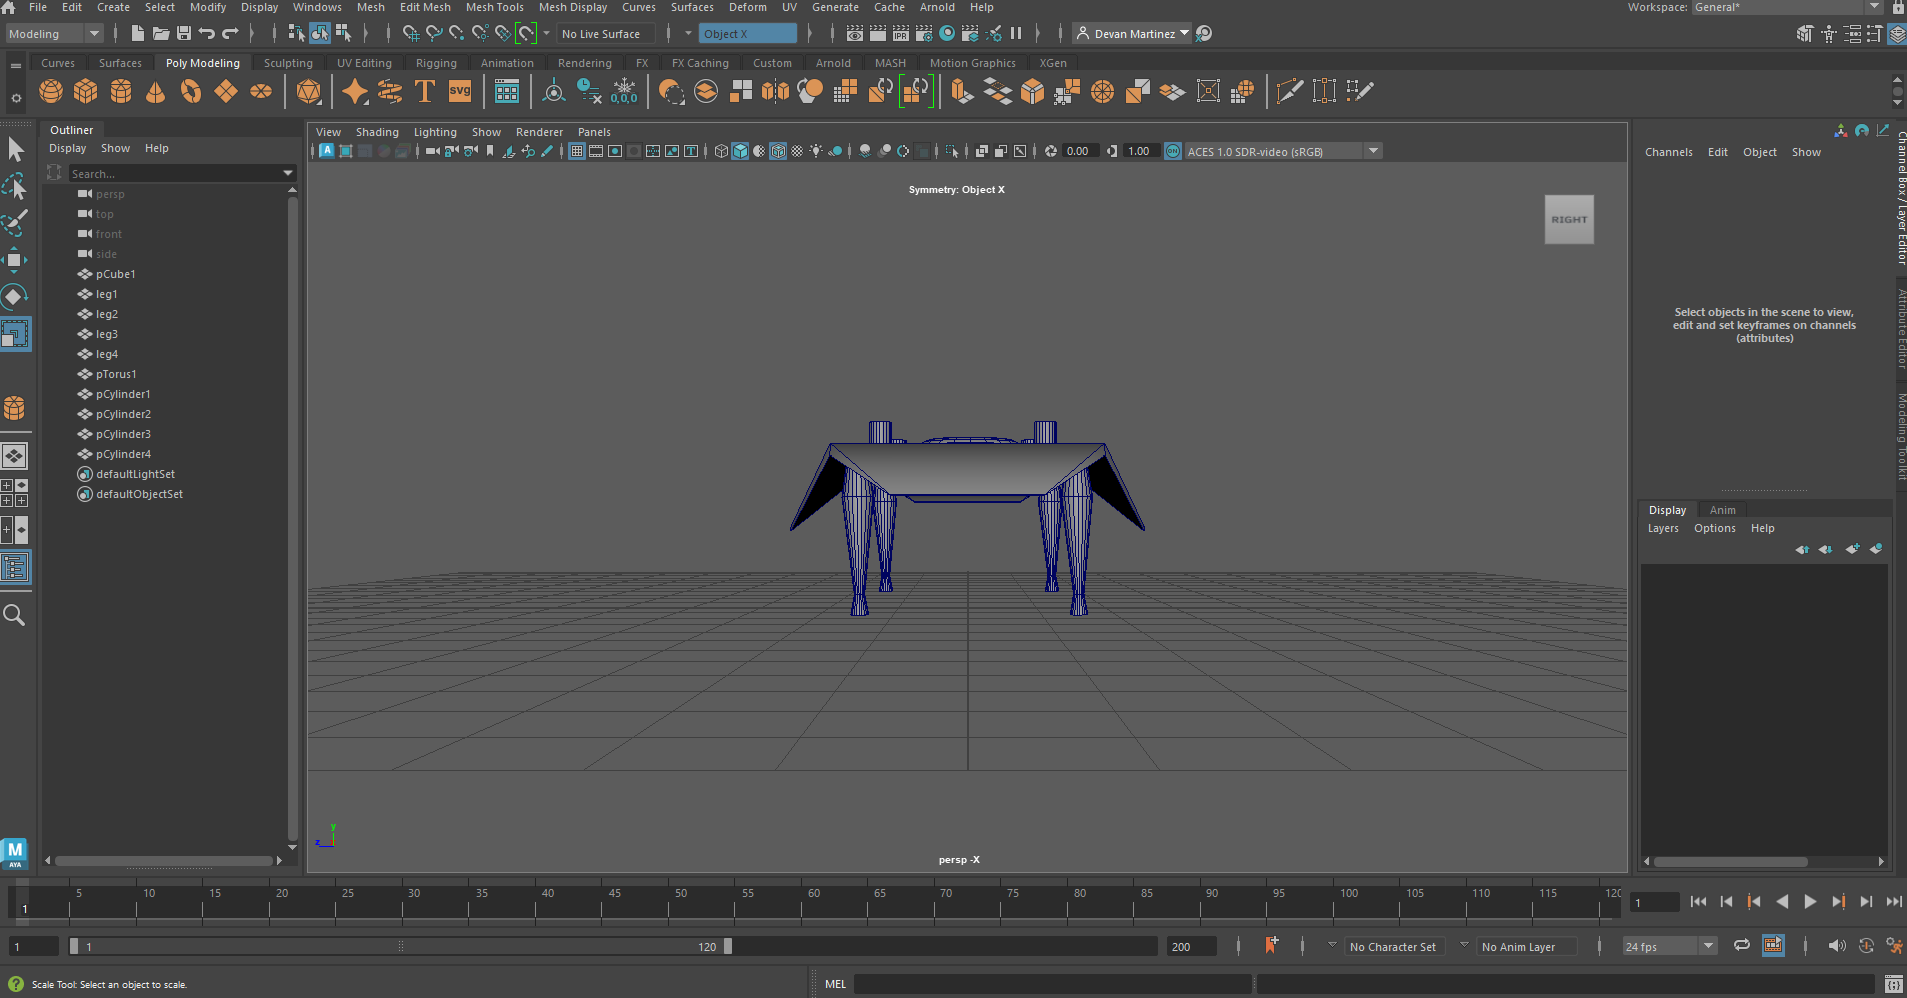 File Edit Create Select Modify Display Windows Mesh Edit Mesh Mesh Tools Mesh Display Curves Surfaces Deform UV Generate Cache Arnold Help Workspace: General*
Modeling No Live Surface Object X IPR Devan Martinez
Curves Surfaces Poly Modeling Sculpting UV Editing Rigging Animation Rendering FX FX Caching Custom Arnold MASH Motion Graphics XGen
T SVG 0,0,0
Outliner
Display Show Help
Search...
persp
top
front
side
pCube1
leg1
leg2
leg3
leg4
pTorus1
pCylinder1
pCylinder2
pCylinder3
pCylinder4
defaultLightSet
defaultObjectSet
View Shading Lighting Show Renderer Panels
A T 0.00 1.00 ON ACES 1.0 SDR-video (sRGB)
Symmetry: Object X
RIGHT
y
z
persp -X
Channels Edit Object Show
Select objects in the scene to view,
edit and set keyframes on channels
(attributes)
Channel Box / Layer Editor
Attribute Editor
Modeling Toolkit
Display Anim
Layers Options Help
M
AYA
5 10 15 20 25 30 35 40 45 50 55 60 65 70 75 80 85 90 95 100 105 110 115 120
1
1
1 1 120 200 No Character Set No Anim Layer 24 fps
? Scale Tool: Select an object to scale. MEL